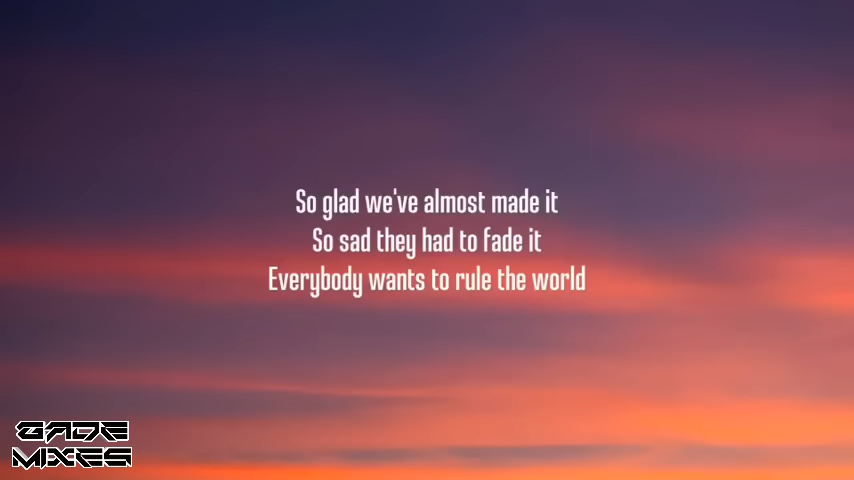 So glad we've almost made it
So sad they had to fade it
Everybody wants to rule the world
GADE
MIXES